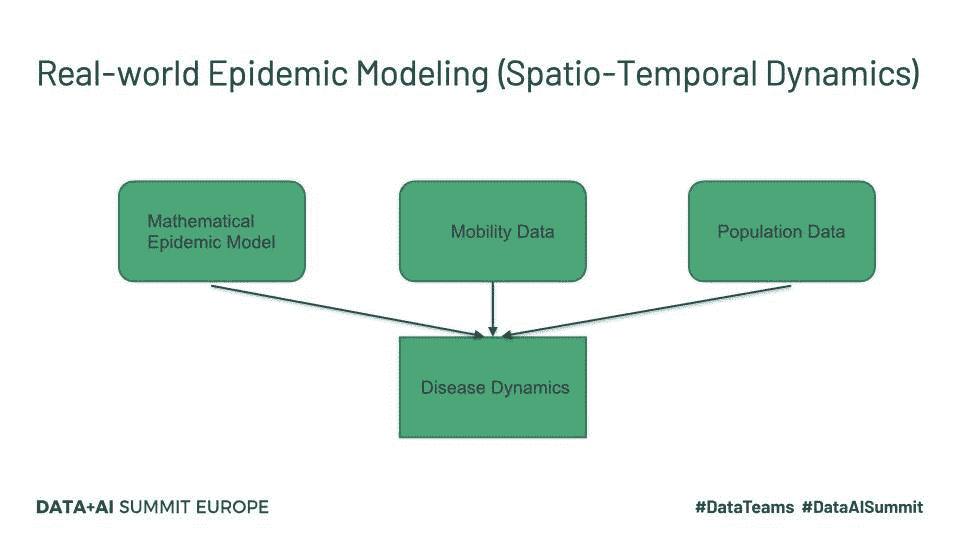 Real-world Epidemic Modeling (Spatio-Temporal Dynamics)
Mathematical
Epidemic Model
Mobility Data
Population Data
Disease Dynamics
DATA+AI SUMMIT EUROPE
#DataTeams #DataAISummit